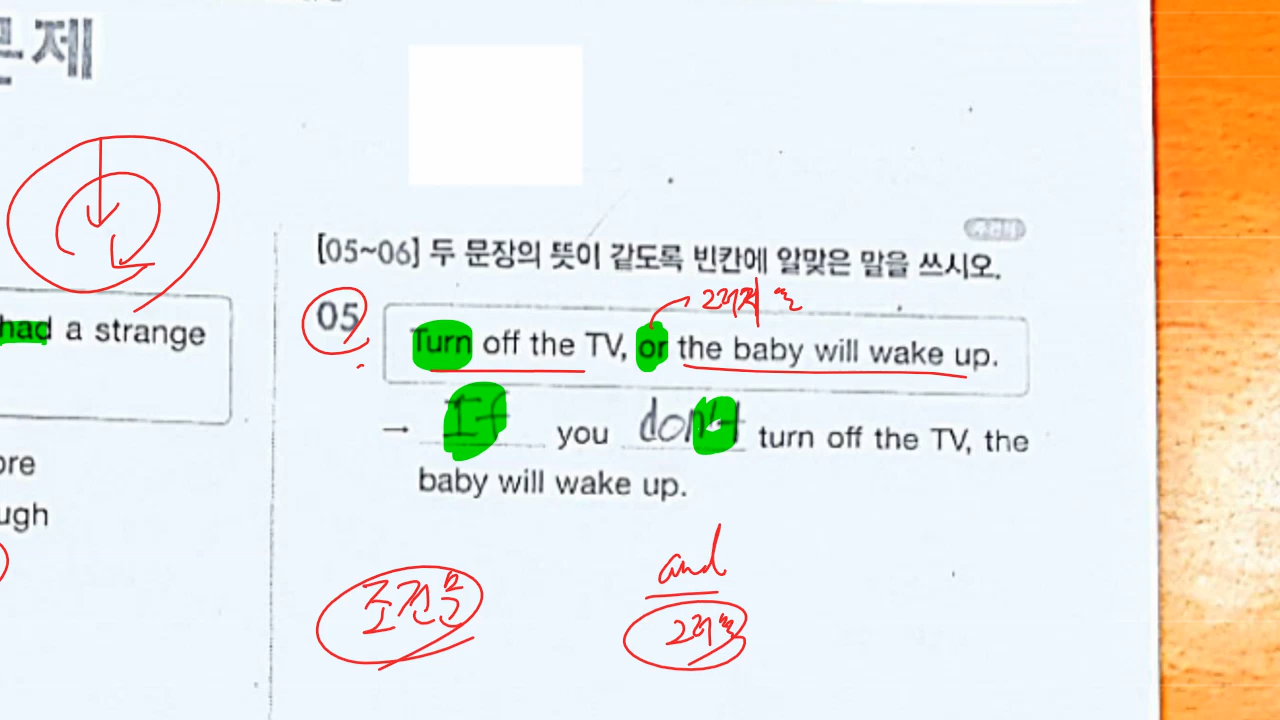 문제
had a strange
ore
ugh
[05~06] 두 문장의 뜻이 같도록 빈칸에 알맞은 말을 쓰시오.
05
Turn off the TV, or the baby will wake up.
→ If you don't turn off the TV, the
baby will wake up.
조건문
and